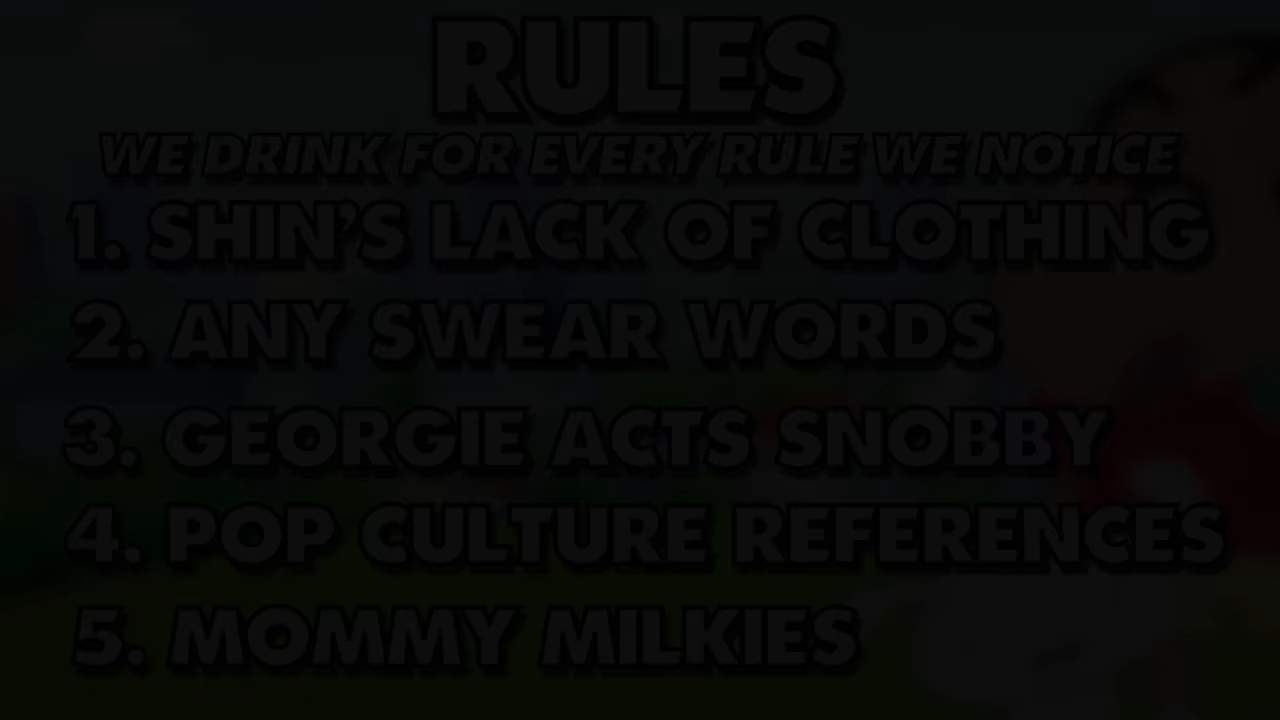 RULES
WE DRINK FOR EVERY RULE WE NOTICE
1. SHIN'S LACK OF CLOTHING
2. ANY SWEAR WORDS
3. GEORGIE ACTS SNOBBY
4. POP CULTURE REFERENCES
5. MOMMY MILKIES